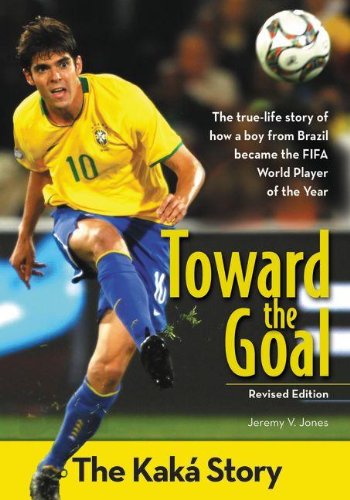 The true-life story of
how a boy from Brazil
became the FIFA
World Player
of the Year
10
10
Toward
the
Goal
Revised Edition
Jeremy V. Jones
The Kaká Story